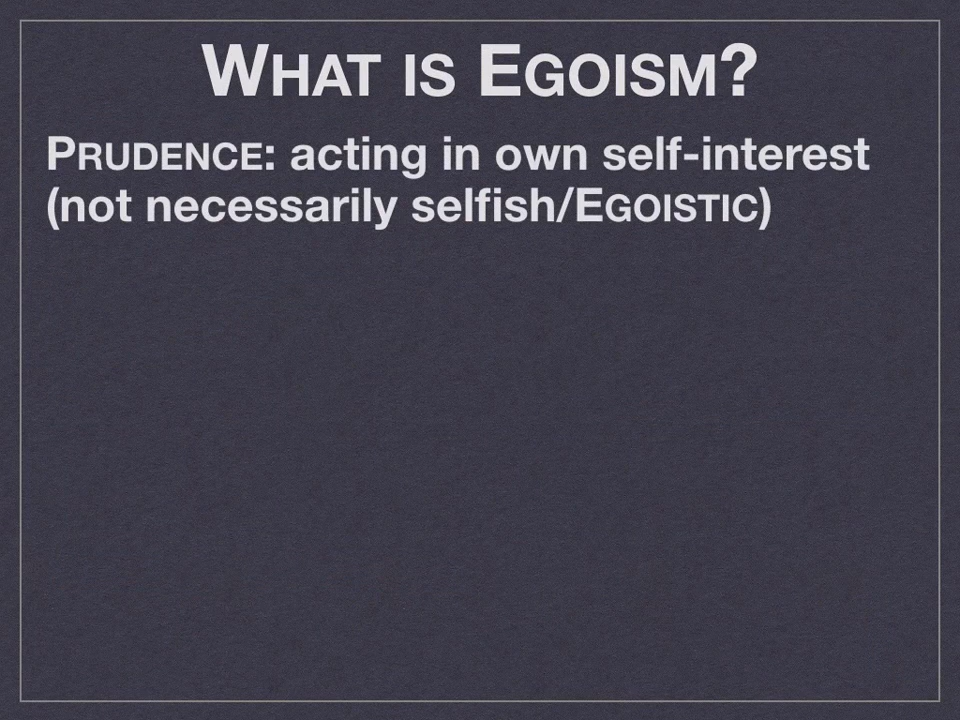 WHAT IS EGOISM?
PRUDENCE: acting in own self-interest
(not necessarily selfish/EGOISTIC)